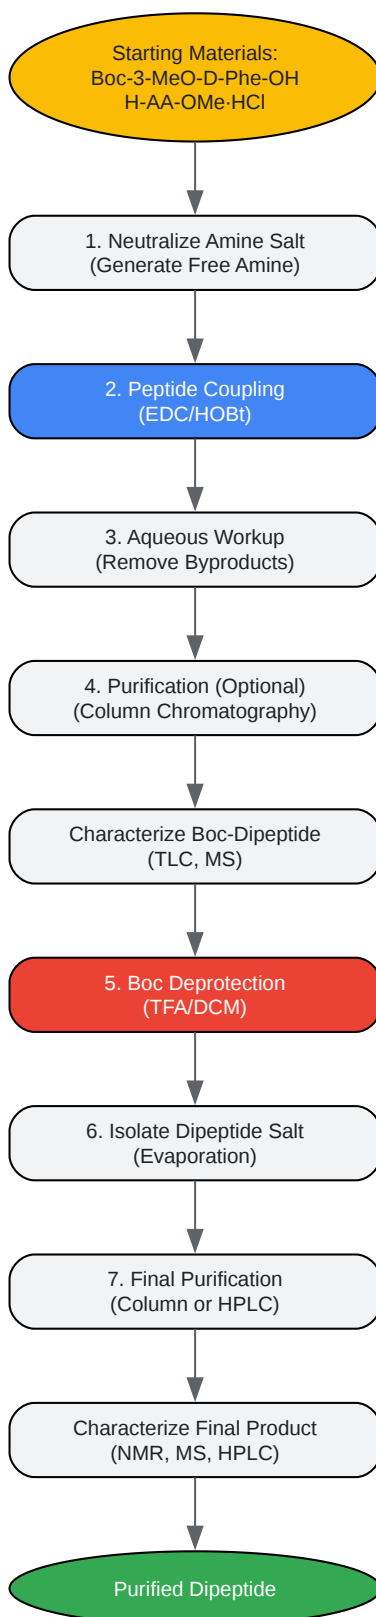 Starting Materials:
Boc-3-MeO-D-Phe-OH
H-AA-OMe·HCl
1. Neutralize Amine Salt
(Generate Free Amine)
2. Peptide Coupling
(EDC/HOBt)
3. Aqueous Workup
(Remove Byproducts)
4. Purification (Optional)
(Column Chromatography)
Characterize Boc-Dipeptide
(TLC, MS)
5. Boc Deprotection
(TFA/DCM)
6. Isolate Dipeptide Salt
(Evaporation)
7. Final Purification
(Column or HPLC)
Characterize Final Product
(NMR, MS, HPLC)
Purified Dipeptide